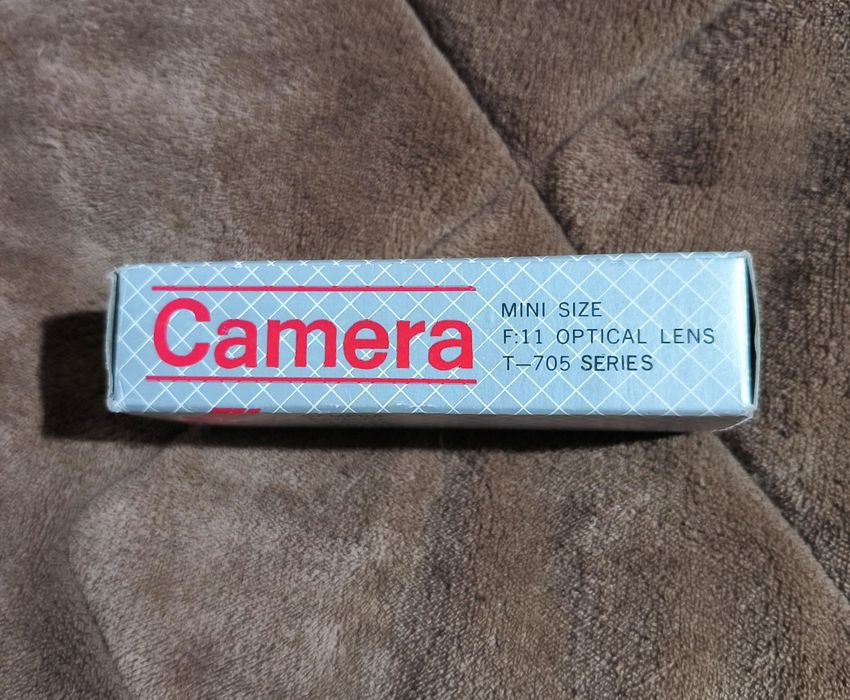 Camera
MINI SIZE
F:11 OPTICAL LENS
T—705 SERIES